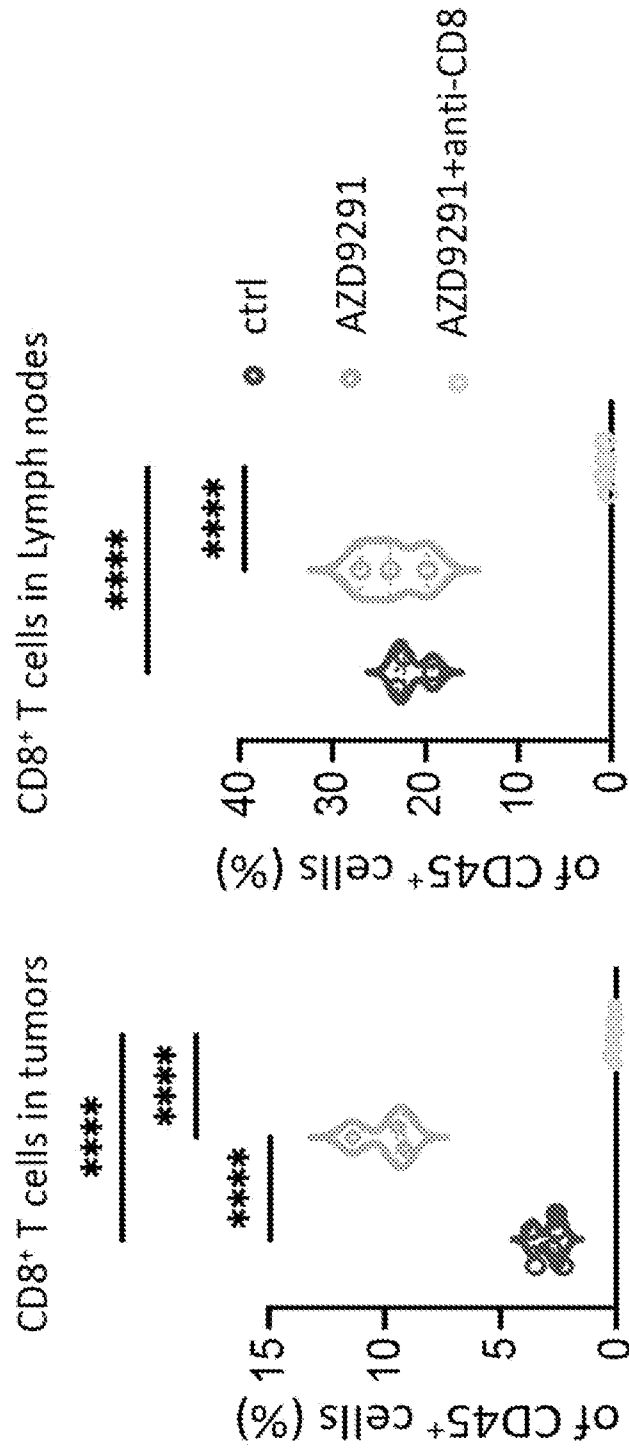 CD8⁺ T cells in tumors
****
****
****
of CD45⁺ cells (%)
15
10
5
0
CD8⁺ T cells in Lymph nodes
****
****
of CD45⁺ cells (%)
40
30
20
10
0
ctrl
AZD9291
AZD9291+anti-CD8